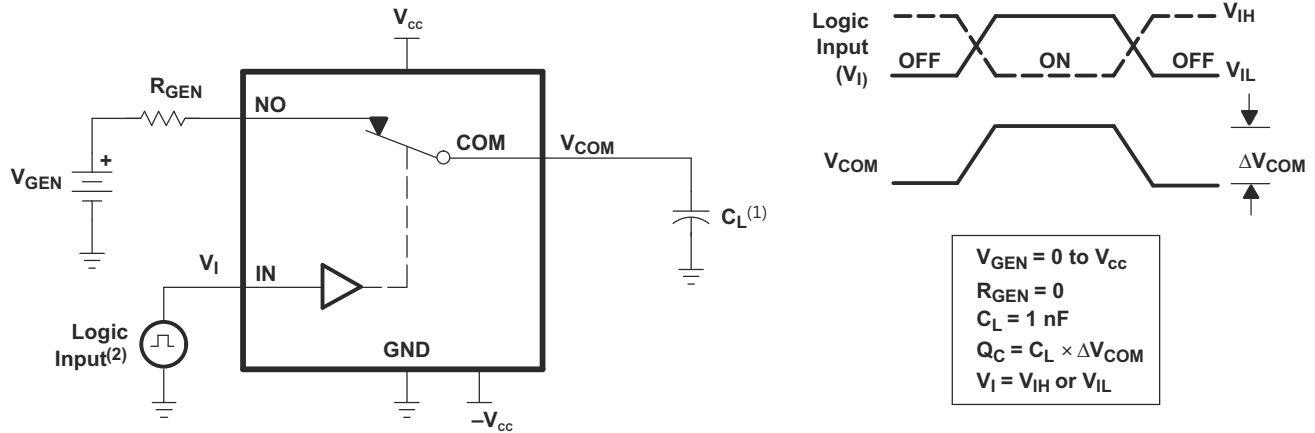 V_cc
R_GEN
NO
COM
V_COM
V_GEN
+
C_L(1)
V_I
IN
Logic
Input(2)
GND
–V_cc
Logic
Input
(V_I)
OFF
ON
OFF
V_IH
V_IL
V_COM
ΔV_COM
V_GEN = 0 to V_cc
R_GEN = 0
C_L = 1 nF
Q_C = C_L × ΔV_COM
V_I = V_IH or V_IL